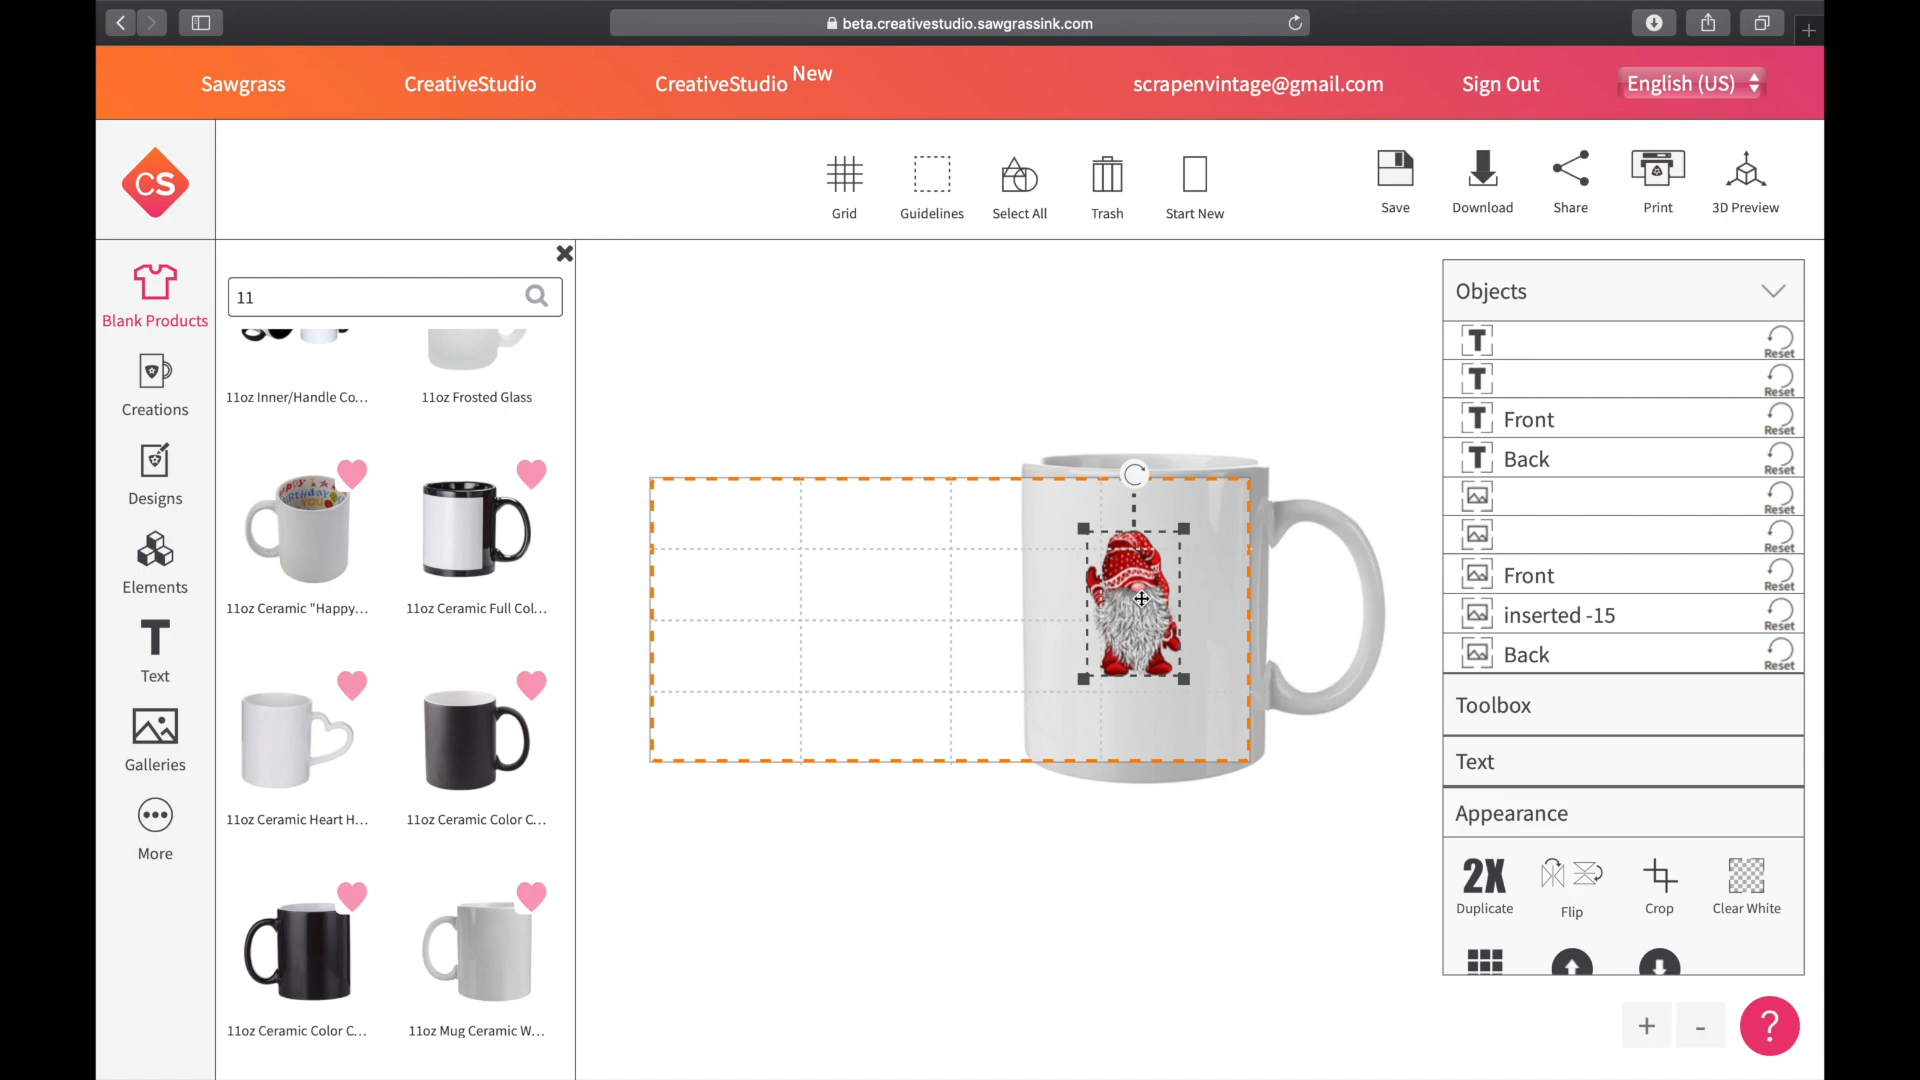 beta.creativestudio.sawgrassink.com
Sawgrass
CreativeStudio
CreativeStudio New
scrapenvintage@gmail.com
Sign Out
English (US)
CS
Grid
Guidelines
Select All
Trash
Start New
Save
Download
Share
Print
3D Preview
Blank Products
Creations
Designs
Elements
T
Text
Galleries
More
11
11oz Inner/Handle Co...
11oz Frosted Glass
11oz Ceramic "Happy...
11oz Ceramic Full Col...
11oz Ceramic Heart H...
11oz Ceramic Color C...
11oz Ceramic Color C...
11oz Mug Ceramic W...
HAPPY
BIRTHDAY
YOU
Objects
T Reset
T Reset
T Front Reset
T Back Reset
Reset
Reset
Front Reset
inserted -15 Reset
Back Reset
Toolbox
Text
Appearance
2X
Duplicate
Flip
Crop
Clear White
+
-
?